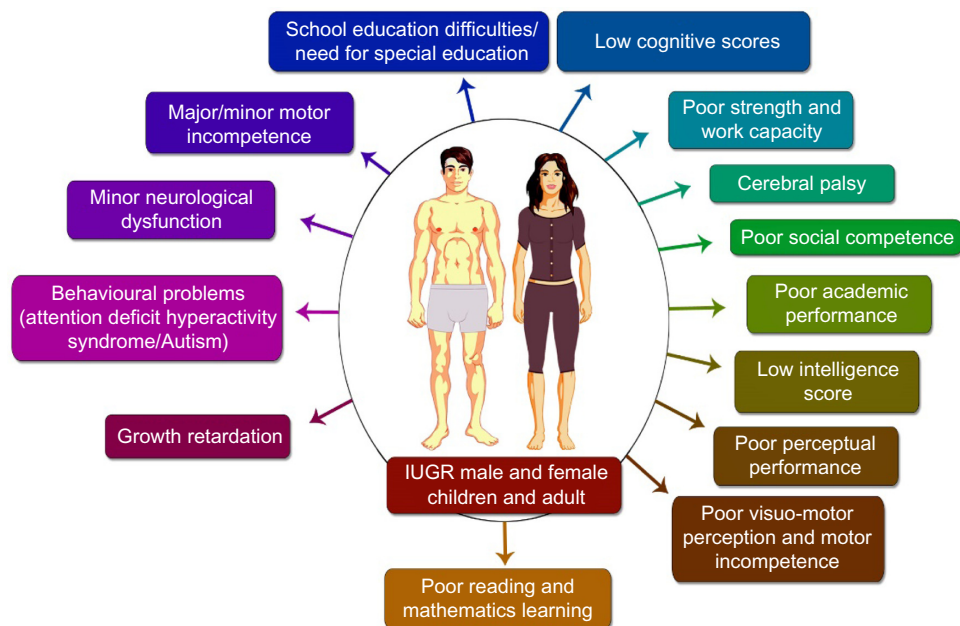 School education difficulties/
need for special education
Low cognitive scores
Major/minor motor
incompetence
Poor strength and
work capacity
Minor neurological
dysfunction
Cerebral palsy
Poor social competence
Behavioural problems
(attention deficit hyperactivity
syndrome/Autism)
Poor academic
performance
Low intelligence
score
Growth retardation
Poor perceptual
performance
IUGR male and female
children and adult
Poor visuo-motor
perception and motor
incompetence
Poor reading and
mathematics learning